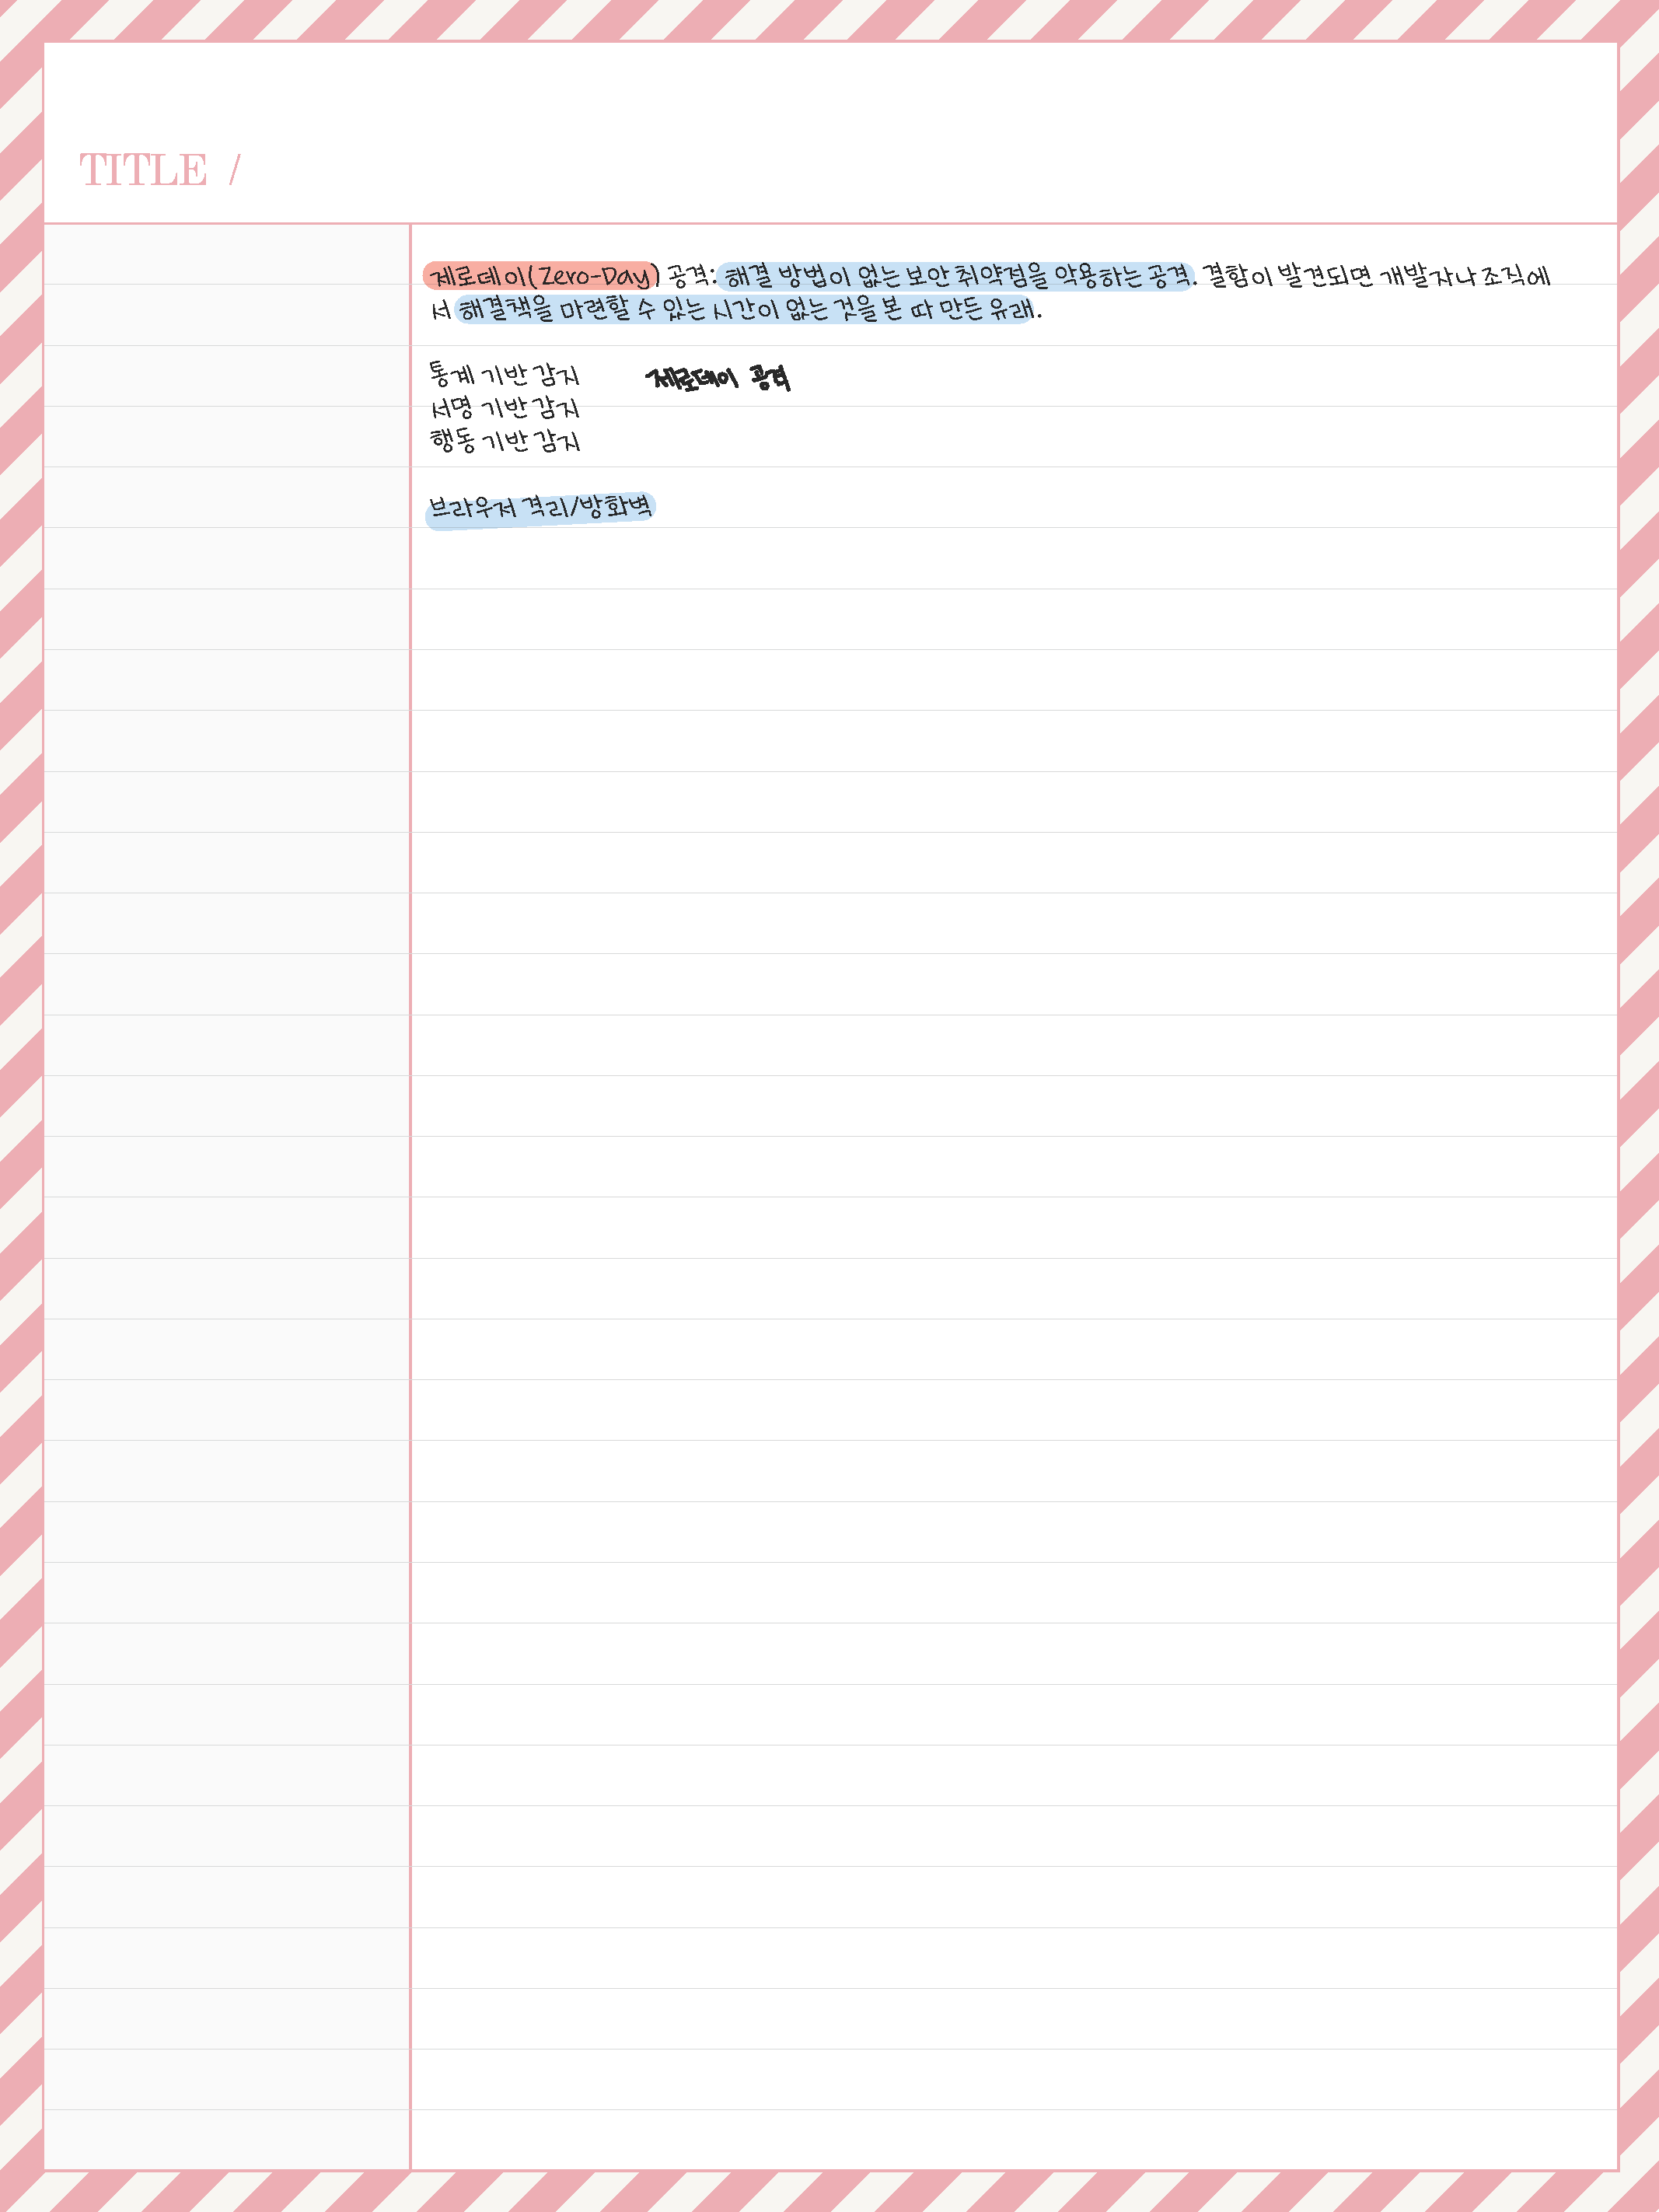 TITLE /
제로데이(Zero-Day) 공격: 해결 방법이 없는 보안 취약점을 악용하는 공격. 결함이 발견되면 개발자나 조직에
서 해결책을 마련할 수 있는 시간이 없는 것을 본 따 만든 유래.
통계 기반 감지 제로데이 공격
서명 기반 감지
행동 기반 감지
브라우저 격리/방화벽